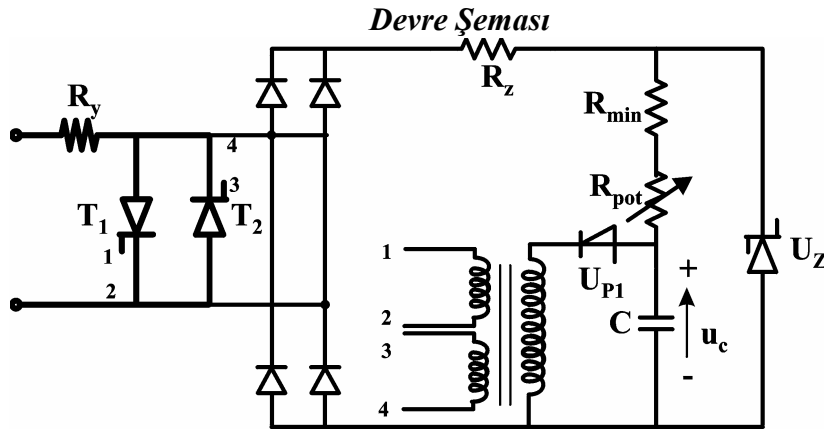 Devre Şeması
R_z
R_y
R_min
4
3
R_pot
T_1
T_2
1
1
U_Z
U_P1
+
2
2
C
u_c
3
-
4